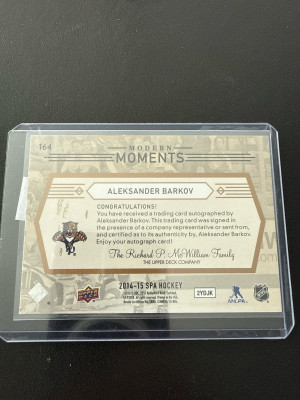 164
MODERN
MOMENTS
ALEKSANDER BARKOV
CONGRATULATIONS!
You have received a trading card autographed by
Aleksander Barkov. This trading card was signed in
the presence of a company representative or sent from,
and certified as to its authenticity by, Aleksander Barkov.
Enjoy your autograph card!
The Richard P. McWilliam Family
THE UPPER DECK COMPANY
2014-15 SPA HOCKEY
2YDJK
NHLPA
NHL